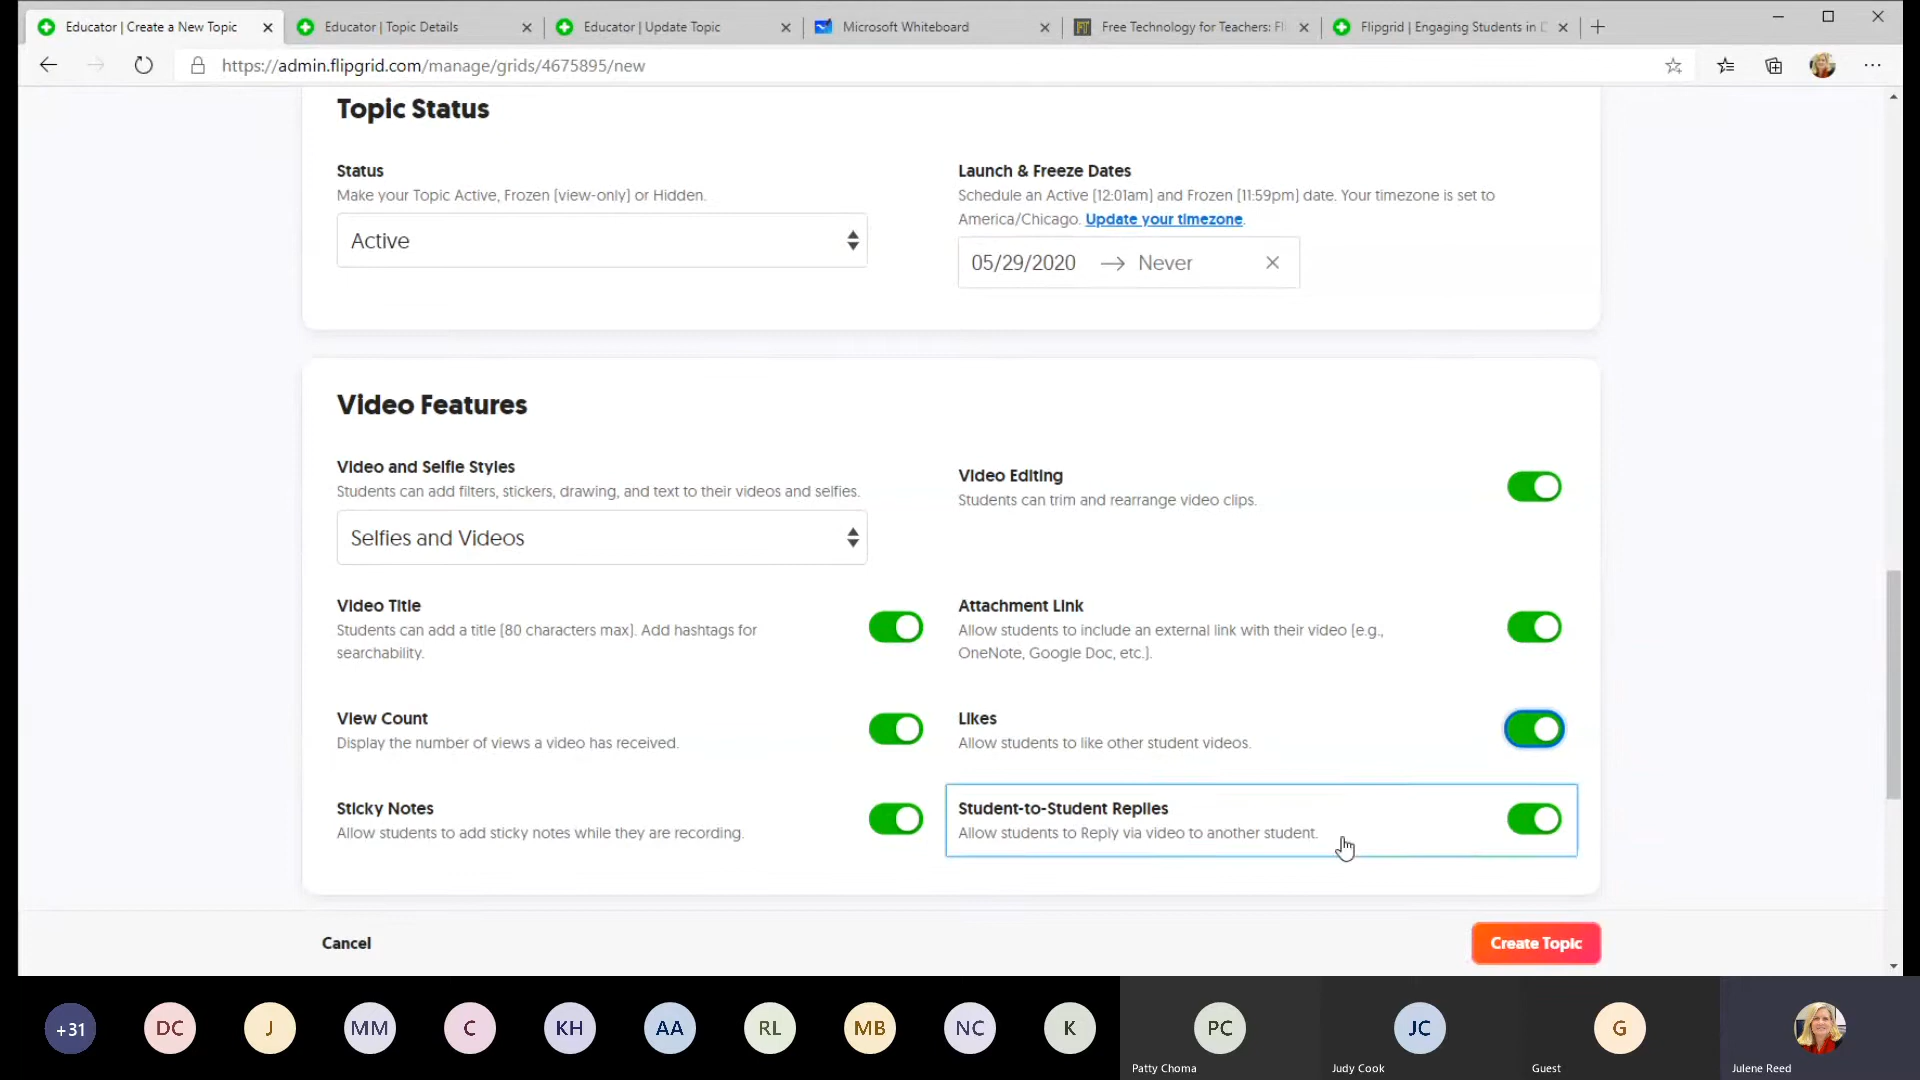 Educator | Create a New Topic
Educator | Topic Details
Educator | Update Topic
Microsoft Whiteboard
Free Technology for Teachers: Fl
Flipgrid | Engaging Students in D
https://admin.flipgrid.com/manage/grids/4675895/new
Topic Status
Status
Make your Topic Active, Frozen (view-only) or Hidden.
Active
Launch & Freeze Dates
Schedule an Active (12:01am) and Frozen (11:59pm) date. Your timezone is set to
America/Chicago. Update your timezone.
05/29/2020 → Never
Video Features
Video and Selfie Styles
Students can add filters, stickers, drawing, and text to their videos and selfies.
Selfies and Videos
Video Editing
Students can trim and rearrange video clips.
Video Title
Students can add a title (80 characters max). Add hashtags for
searchability.
Attachment Link
Allow students to include an external link with their video (e.g.,
OneNote, Google Doc, etc.).
View Count
Display the number of views a video has received.
Likes
Allow students to like other student videos.
Sticky Notes
Allow students to add sticky notes while they are recording.
Student-to-Student Replies
Allow students to Reply via video to another student.
Cancel
Create Topic
+31
DC
J
MM
C
KH
AA
RL
MB
NC
K
PC
JC
G
Patty Choma
Judy Cook
Guest
Julene Reed